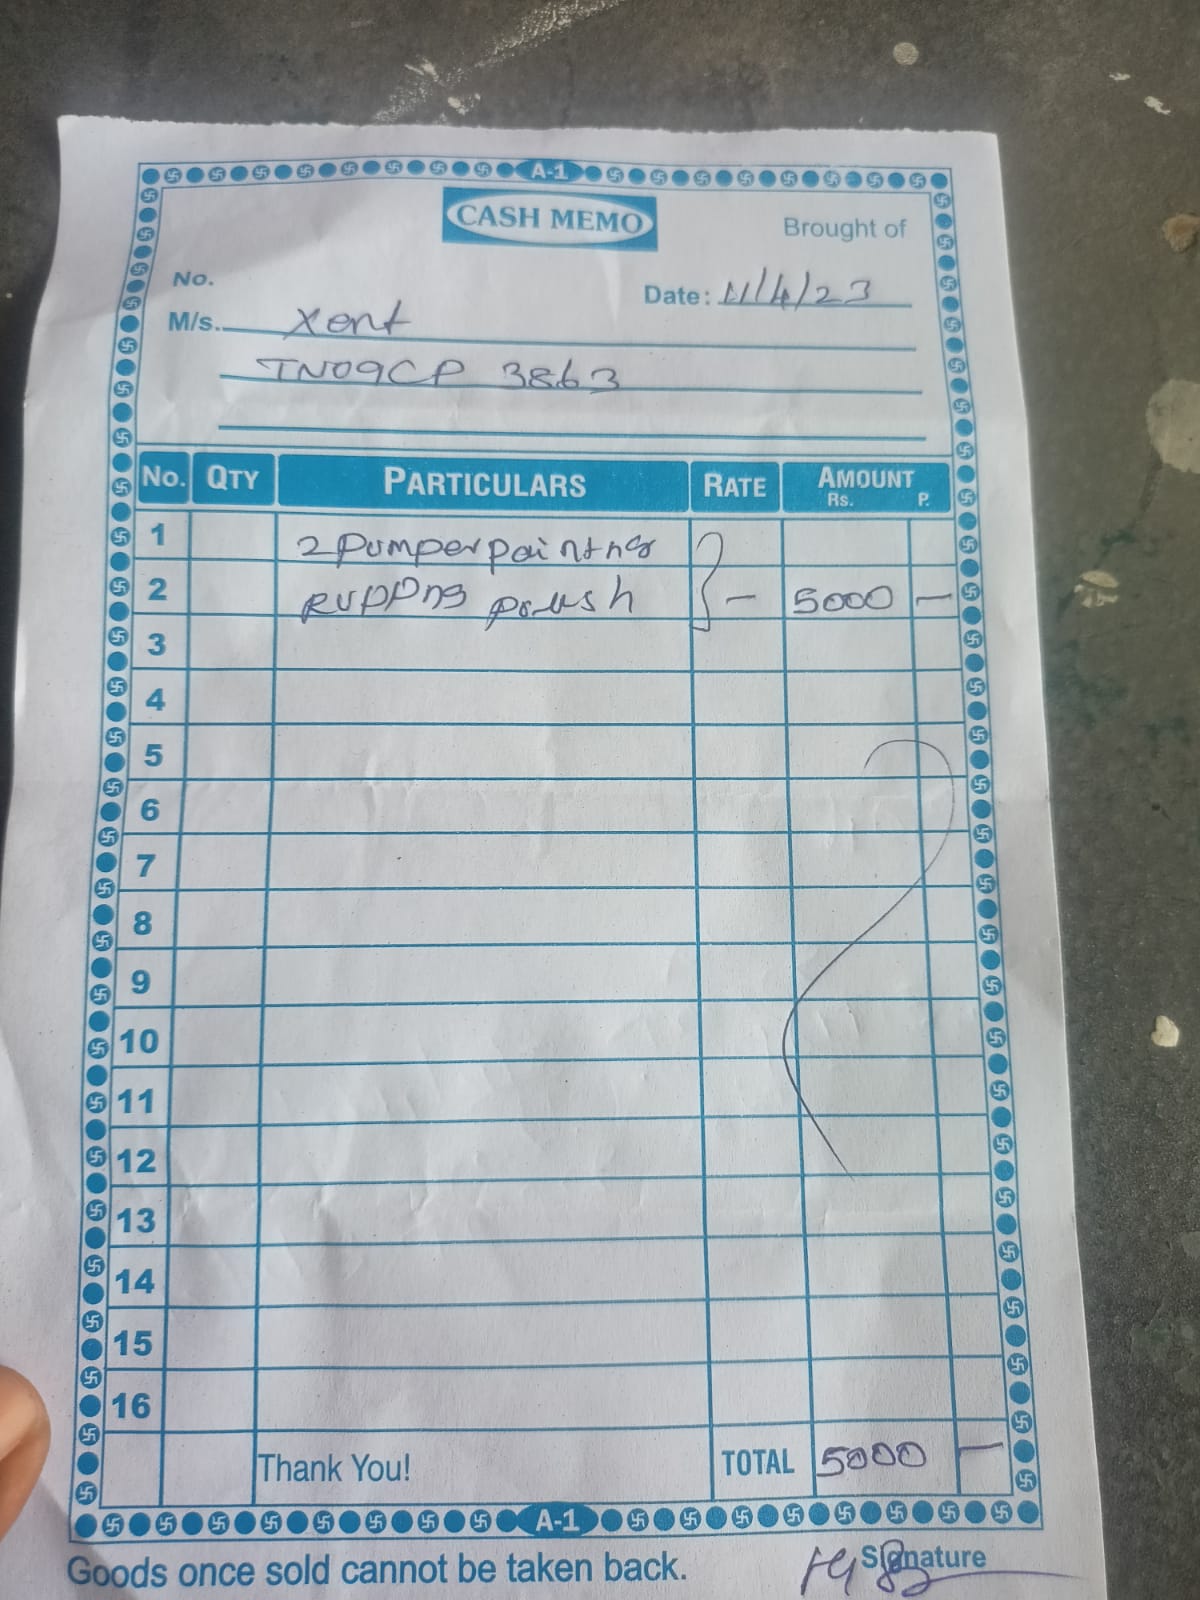 A-1
CASH MEMO
Brought of
No.
Date: 11/4/23
M/s. Xent
TN09CP 3863
No. QTY PARTICULARS RATE AMOUNT
Rs. P.
1 2 Pumper paintng
2 Ruppng polish - 5000 -
3
4
5
6
7
8
9
10
11
12
13
14
15
16
Thank You! TOTAL 5000 -
A-1
Goods once sold cannot be taken back. Signature